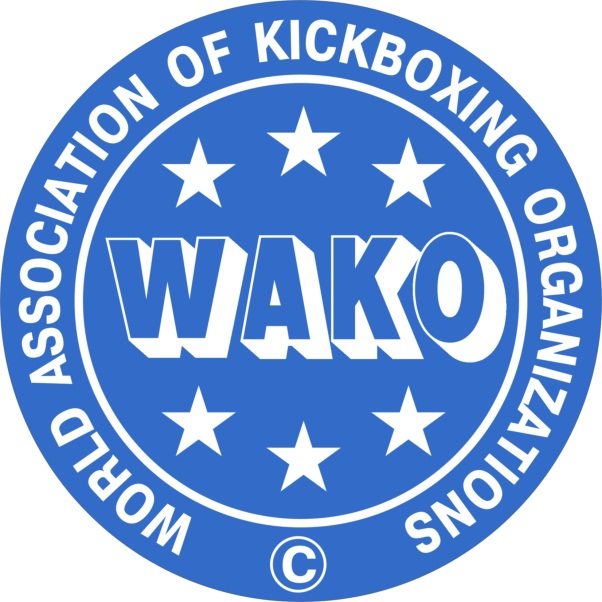 WORLD ASSOCIATION OF KICKBOXING ORGANIZATIONS
WAKO
©